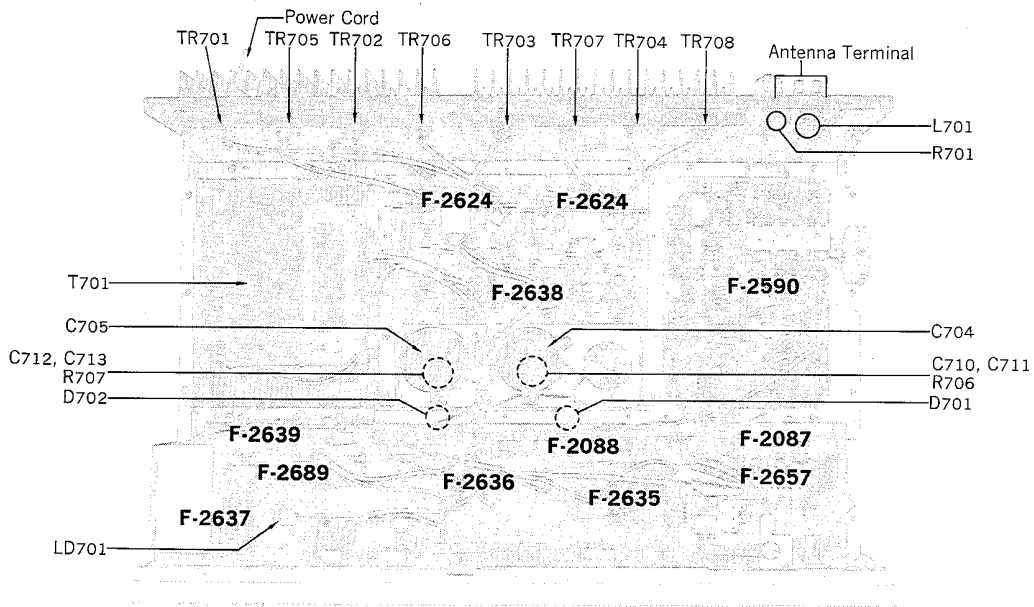 Power Cord
TR701 TR705 TR702 TR706 TR703 TR707 TR704 TR708
Antenna Terminal
L701
R701
F-2624 F-2624
T701
F-2638
F-2590
C705
C704
C712, C713
R707
C710, C711
R706
D702
D701
F-2639
F-2088
F-2087
F-2689
F-2636
F-2635
F-2657
F-2637
LD701